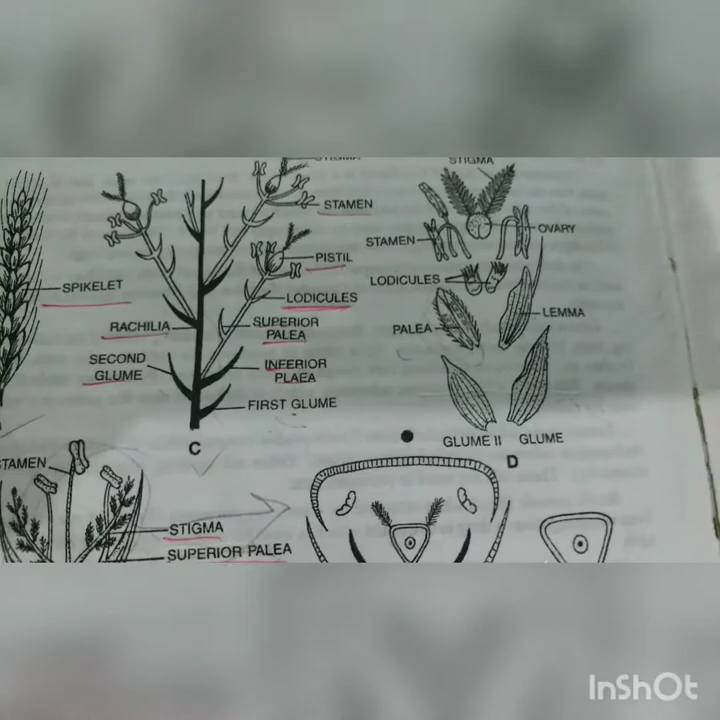 STIGMA
STAMEN
PISTIL
SPIKELET
LODICULES
RACHILIA
SUPERIOR
PALEA
SECOND
GLUME
INFERIOR
PLAEA
FIRST GLUME
C
STIGMA
OVARY
STAMEN
LODICULES
LEMMA
PALEA
GLUME II GLUME
D
STAMEN
STIGMA
SUPERIOR PALEA
InShOt